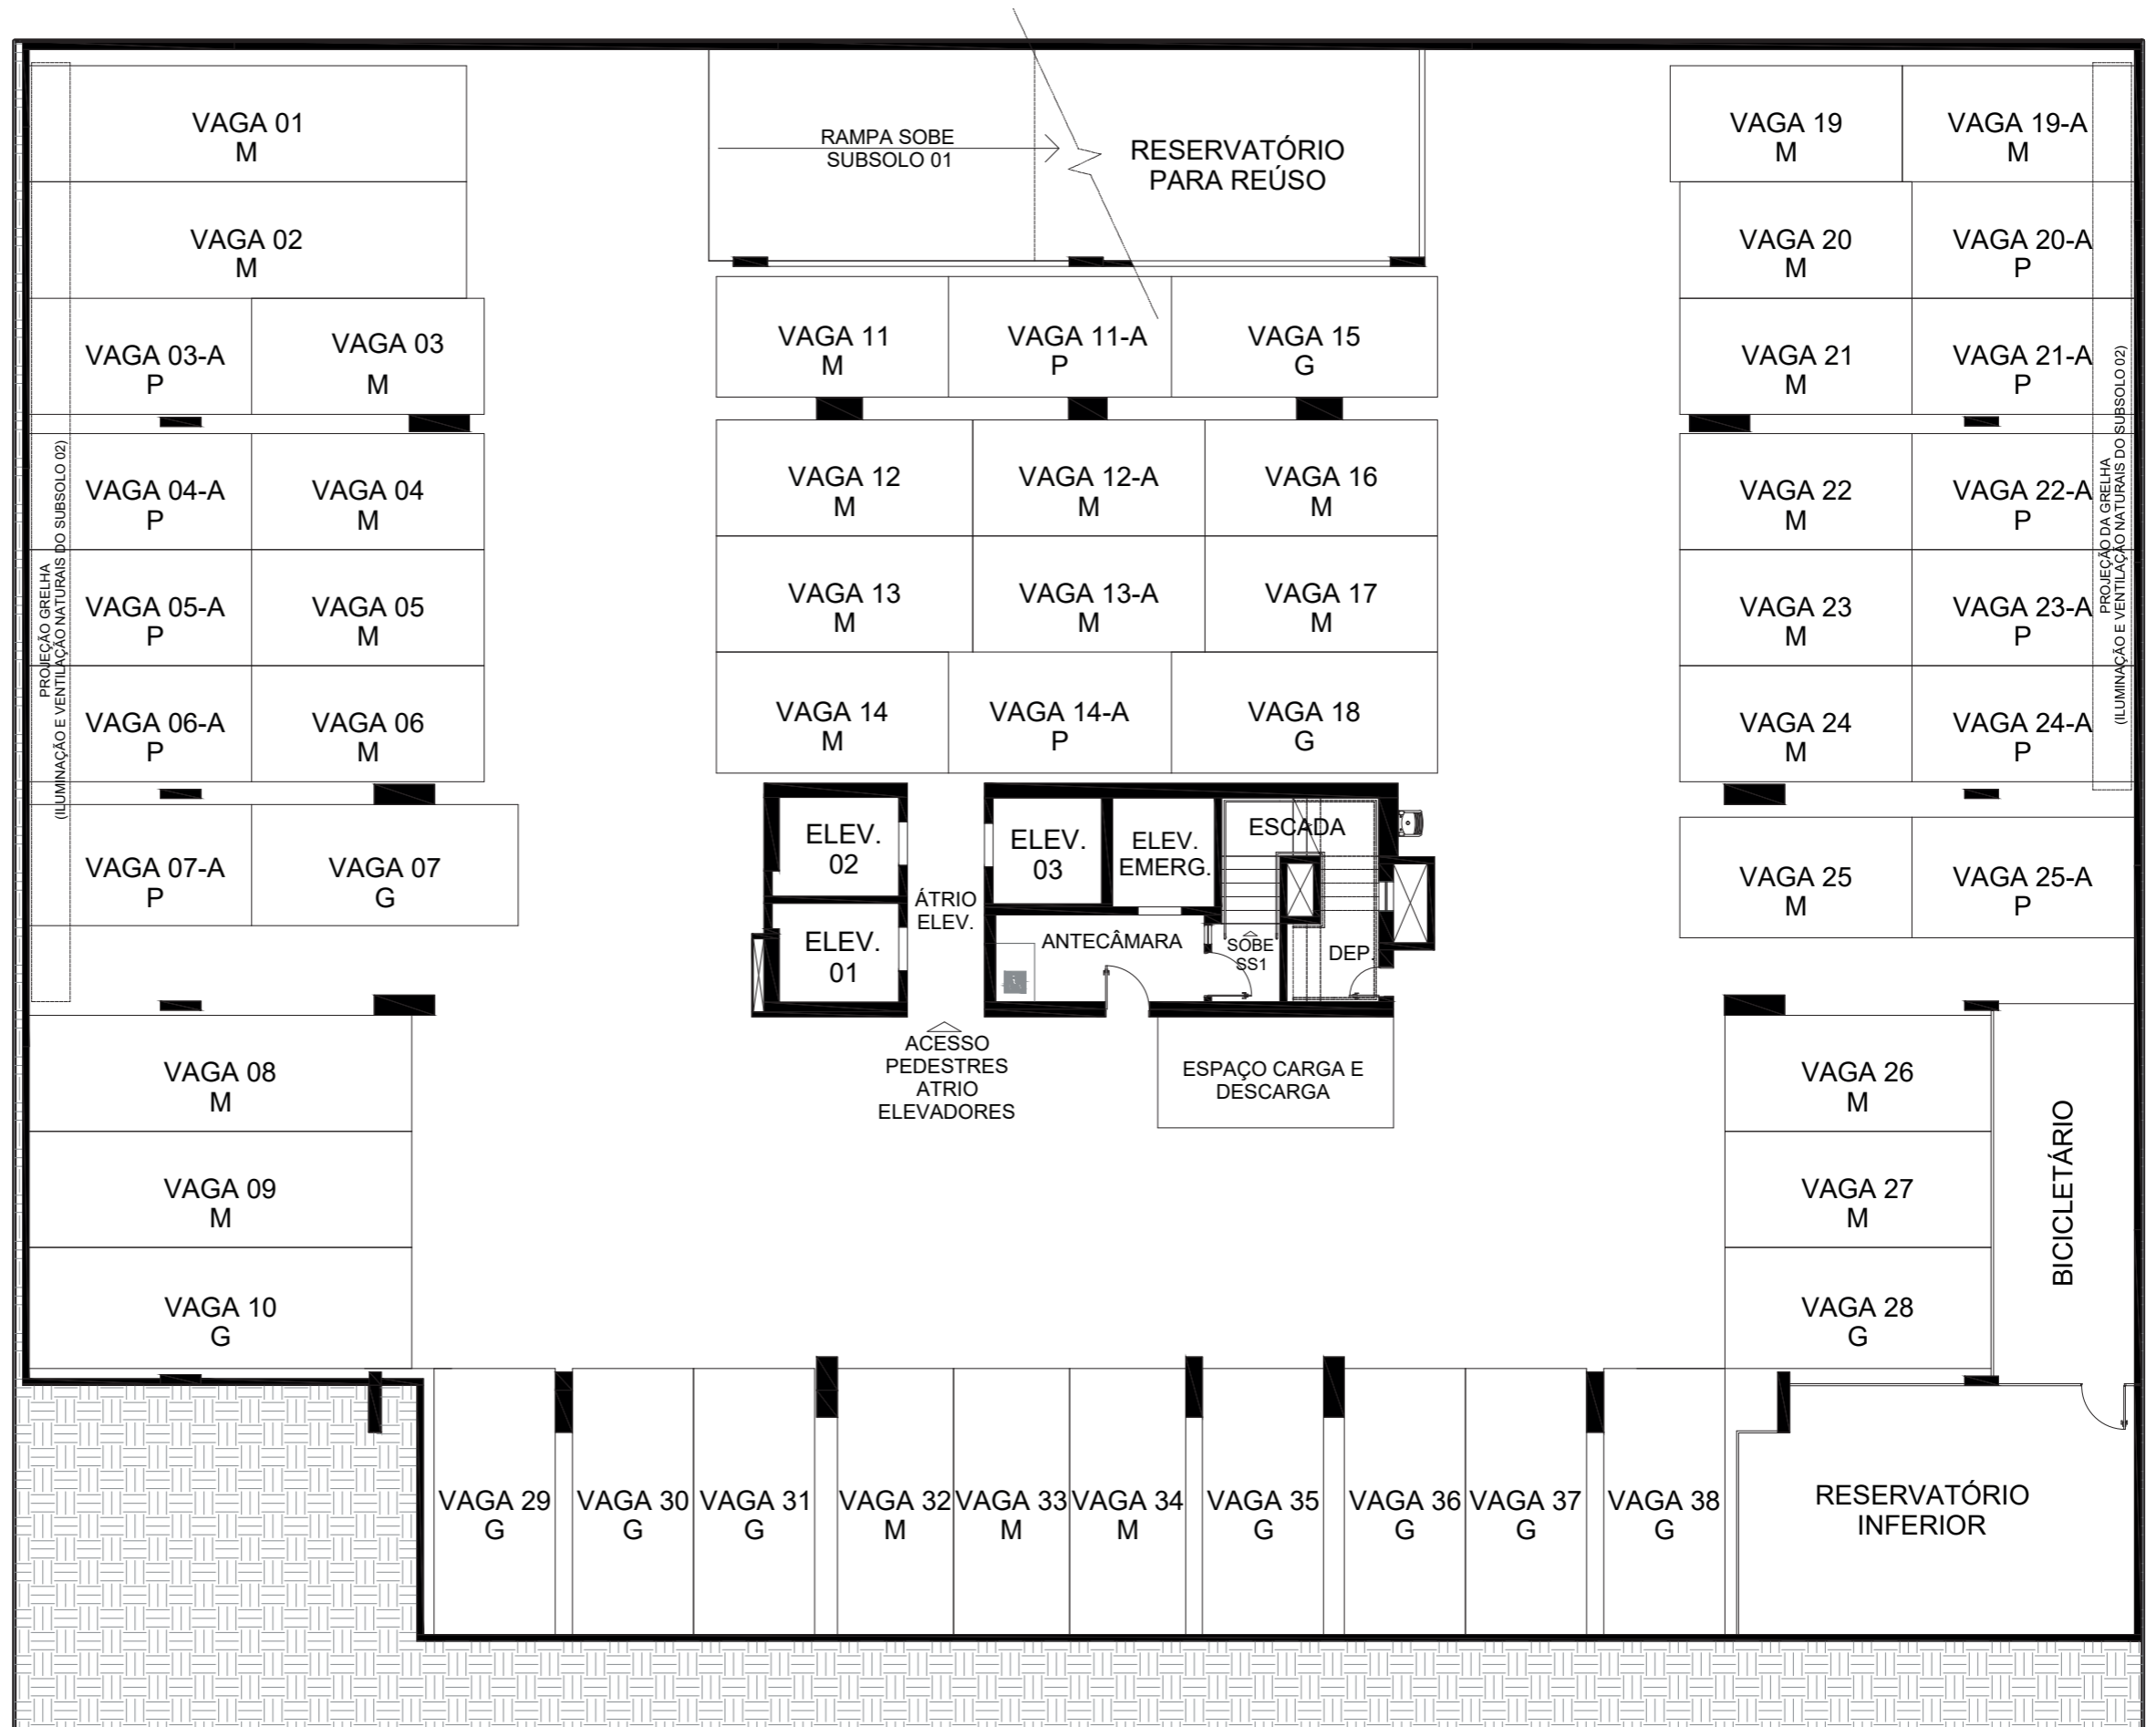 VAGA 01
M
VAGA 02
M
VAGA 03-A
P
VAGA 03
M
VAGA 04-A
P
VAGA 04
M
VAGA 05-A
P
VAGA 05
M
VAGA 06-A
P
VAGA 06
M
VAGA 07-A
P
VAGA 07
G
PROJEÇÃO GRELHA
(ILUMINAÇÃO E VENTILAÇÃO NATURAIS DO SUBSOLO 02)
VAGA 08
M
VAGA 09
M
VAGA 10
G
RAMPA SOBE
SUBSOLO 01
RESERVATÓRIO
PARA REÚSO
VAGA 11
M
VAGA 11-A
P
VAGA 15
G
VAGA 12
M
VAGA 12-A
M
VAGA 16
M
VAGA 13
M
VAGA 13-A
M
VAGA 17
M
VAGA 14
M
VAGA 14-A
P
VAGA 18
G
ELEV.
02
ELEV.
01
ÁTRIO
ELEV.
ELEV.
03
ELEV.
EMERG.
ESCADA
ANTECÂMARA
SOBE
SS1
DEP.
ACESSO
PEDESTRES
ATRIO
ELEVADORES
ESPAÇO CARGA E
DESCARGA
VAGA 19
M
VAGA 19-A
M
VAGA 20
M
VAGA 20-A
P
VAGA 21
M
VAGA 21-A
P
VAGA 22
M
VAGA 22-A
P
VAGA 23
M
VAGA 23-A
P
VAGA 24
M
VAGA 24-A
P
VAGA 25
M
VAGA 25-A
P
PROJEÇÃO DA GRELHA
(ILUMINAÇÃO E VENTILAÇÃO NATURAIS DO SUBSOLO 02)
VAGA 26
M
VAGA 27
M
VAGA 28
G
BICICLETÁRIO
VAGA 29
G
VAGA 30
G
VAGA 31
G
VAGA 32
M
VAGA 33
M
VAGA 34
M
VAGA 35
G
VAGA 36
G
VAGA 37
G
VAGA 38
G
RESERVATÓRIO
INFERIOR